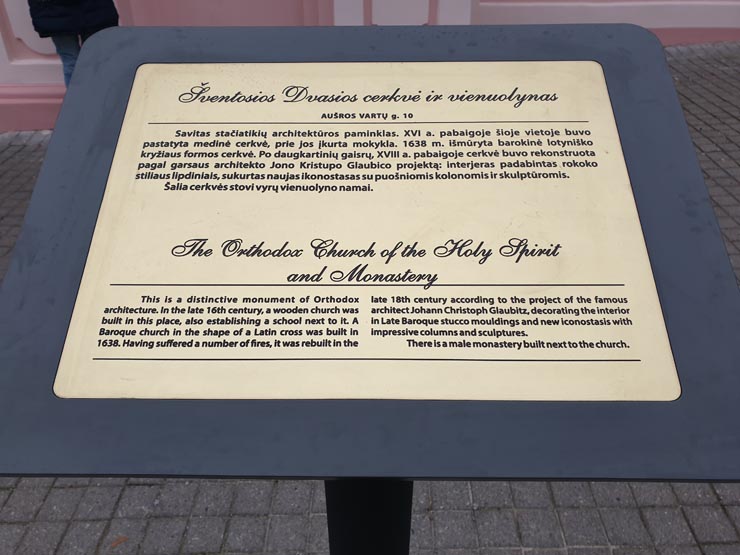 Šventosios Dvasios cerkvė ir vienuolynas
AUŠROS VARTŲ g. 10
Savitas stačiatikių architektūros paminklas. XVI a. pabaigoje šioje vietoje buvo
pastatyta medinė cerkvė, prie jos įkurta mokykla. 1638 m. išmūryta barokinė lotyniško
kryžiaus formos cerkvė. Po daugkartinių gaisrų, XVIII a. pabaigoje cerkvė buvo rekonstruota
pagal garsaus architekto Jono Kristupo Glaubico projektą: interjeras padabintas rokoko
stiliaus lipdiniais, sukurtas naujas ikonostasas su puošniomis kolonomis ir skulptūromis.
Šalia cerkvės stovi vyrų vienuolyno namai.
The Orthodox Church of the Holy Spirit
and Monastery
This is a distinctive monument of Orthodox
architecture. In the late 16th century, a wooden church was
built in this place, also establishing a school next to it. A
Baroque church in the shape of a Latin cross was built in
1638. Having suffered a number of fires, it was rebuilt in the
late 18th century according to the project of the famous
architect Johann Christoph Glaubitz, decorating the interior
in Late Baroque stucco mouldings and new iconostasis with
impressive columns and sculptures.
There is a male monastery built next to the church.